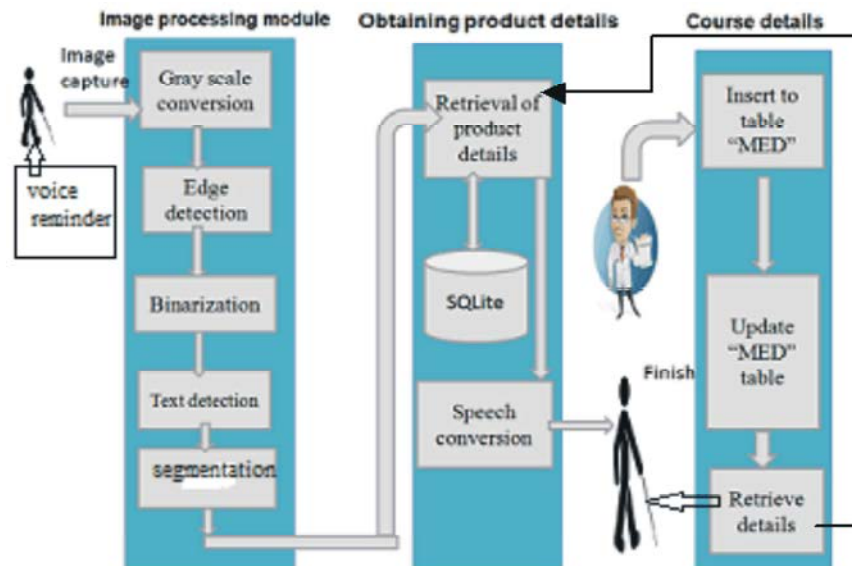 Image processing module
Obtaining product details
Course details
Image
capture
Gray scale
conversion
voice
reminder
Edge
detection
Binarization
Text detection
segmentation
Retrieval of
product
details
SQLite
Speech
conversion
Insert to
table
“MED”
Update
“MED”
table
Finish
Retrieve
details